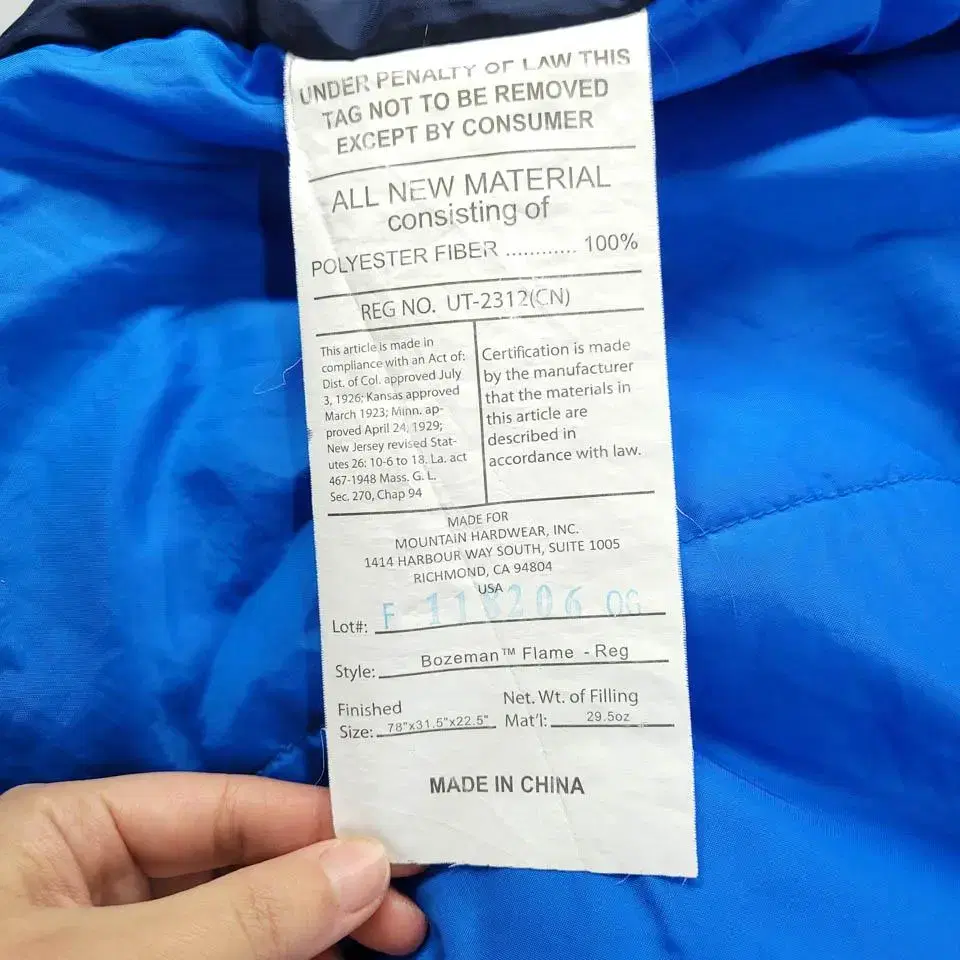 UNDER PENALTY OF LAW THIS
TAG NOT TO BE REMOVED
EXCEPT BY CONSUMER
ALL NEW MATERIAL
consisting of
POLYESTER FIBER ............ 100%
REG NO. UT-2312(CN)
This article is made in
compliance with an Act of:
Dist. of Col. approved July
3, 1926; Kansas approved
March 1923; Minn. ap-
proved April 24, 1929;
New Jersey revised Stat-
utes 26: 10-6 to 18. La. act
467-1948 Mass. G. L.
Sec. 270, Chap 94
Certification is made
by the manufacturer
that the materials in
this article are
described in
accordance with law.
MADE FOR
MOUNTAIN HARDWEAR, INC.
1414 HARBOUR WAY SOUTH, SUITE 1005
RICHMOND, CA 94804
USA
Lot#: F 118206 06
Style: Bozeman™ Flame - Reg
Finished
Size: 78"x31.5"x22.5"
Net. Wt. of Filling
Mat'l: 29.5oz
MADE IN CHINA